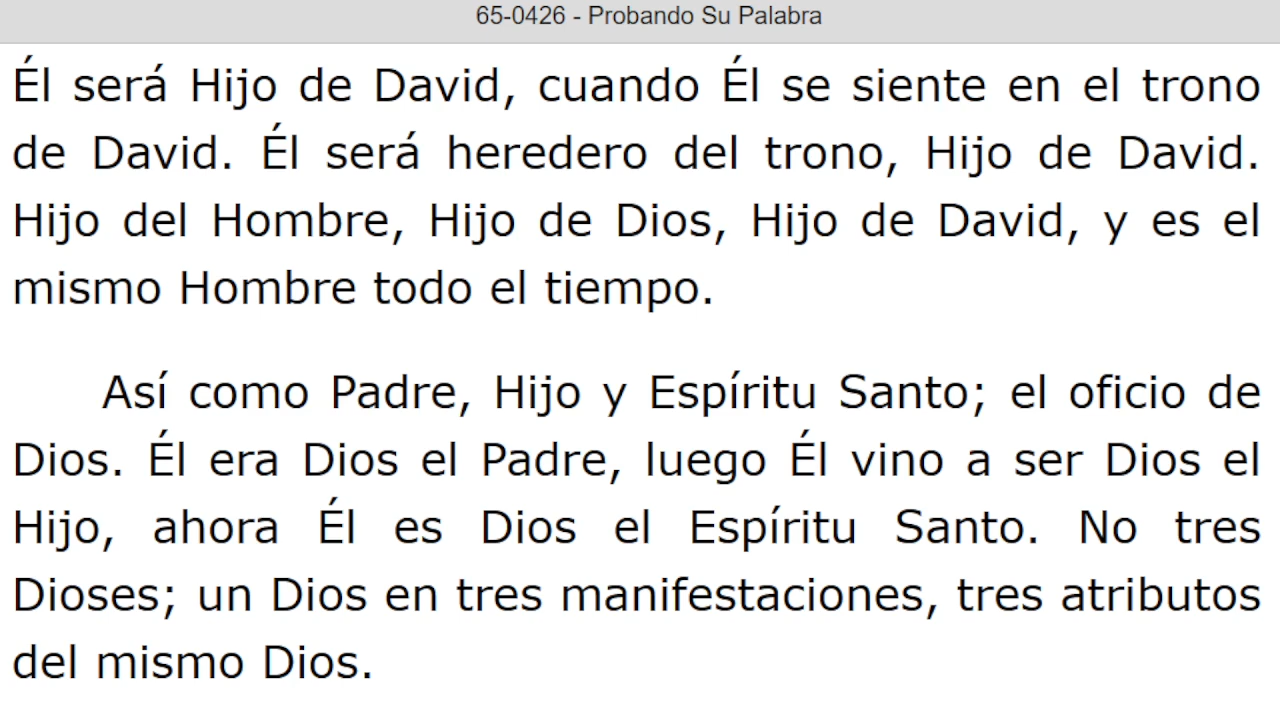 65-0426 - Probando Su Palabra
Él será Hijo de David, cuando Él se siente en el trono
de David. Él será heredero del trono, Hijo de David.
Hijo del Hombre, Hijo de Dios, Hijo de David, y es el
mismo Hombre todo el tiempo.
Así como Padre, Hijo y Espíritu Santo; el oficio de
Dios. Él era Dios el Padre, luego Él vino a ser Dios el
Hijo, ahora Él es Dios el Espíritu Santo. No tres
Dioses; un Dios en tres manifestaciones, tres atributos
del mismo Dios.